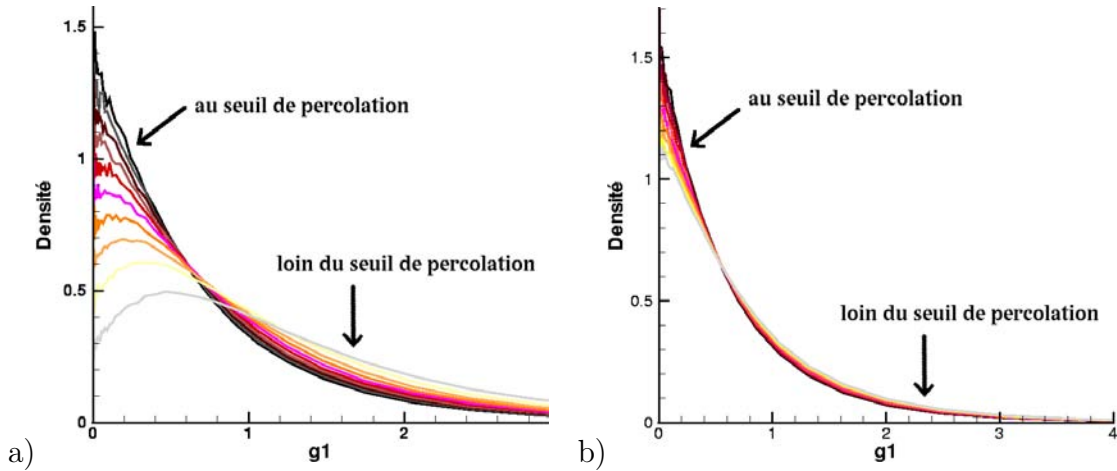 1.5
au seuil de percolation
1
Densité
loin du seuil de percolation
0.5
0
0
1
2
g1
a)
1.5
au seuil de percolation
1
Densité
loin du seuil de percolation
0.5
0
0
1
2
3
4
g1
b)